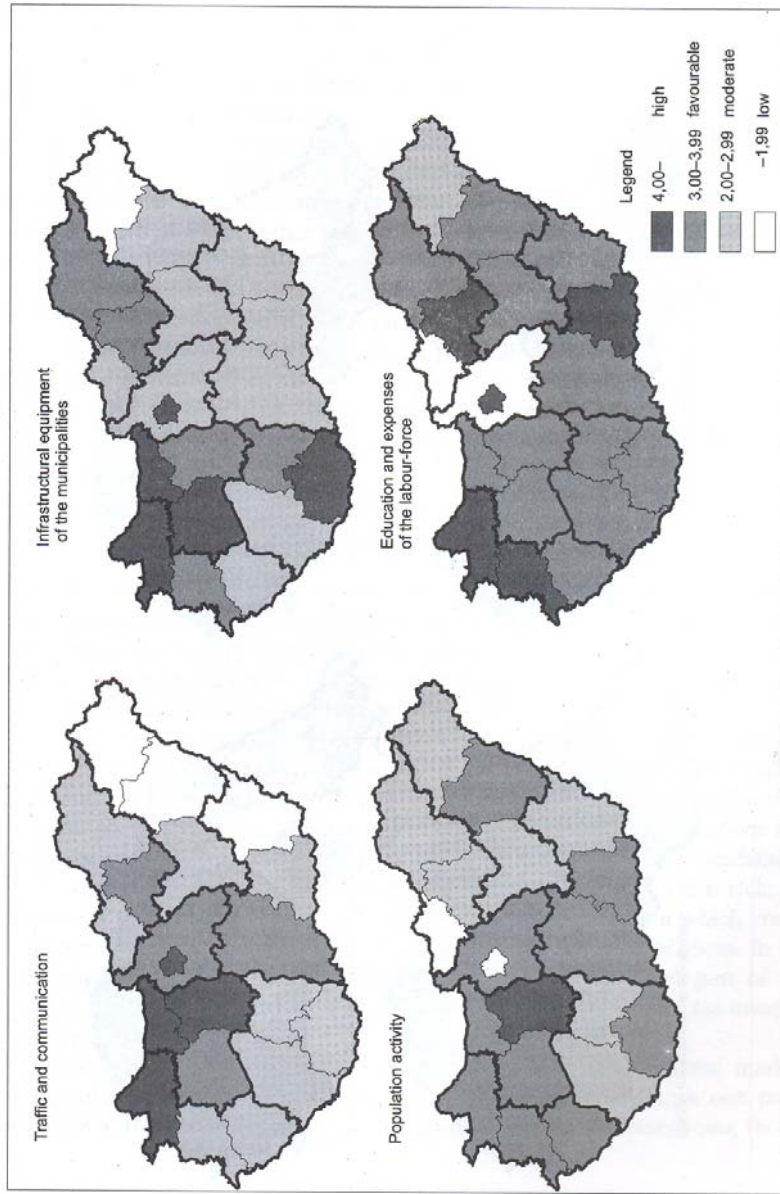 Traffic and communication
Infrastructural equipment
of the municipalities
Population activity
Education and expenses
of the labour-force
Legend
4,00– high
3,00–3,99 favourable
2,00–2,99 moderate
–1,99 low